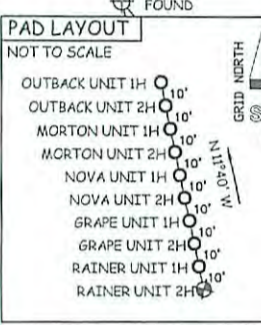 FOUND
PAD LAYOUT
NOT TO SCALE
GRID NORTH
OUTBACK UNIT 1H
10'
OUTBACK UNIT 2H
10'
MORTON UNIT 1H
10'
MORTON UNIT 2H
10'
N 11°40' W
NOVA UNIT 1H
10'
NOVA UNIT 2H
10'
GRAPE UNIT 1H
10'
GRAPE UNIT 2H
10'
RAINER UNIT 1H
10'
RAINER UNIT 2H